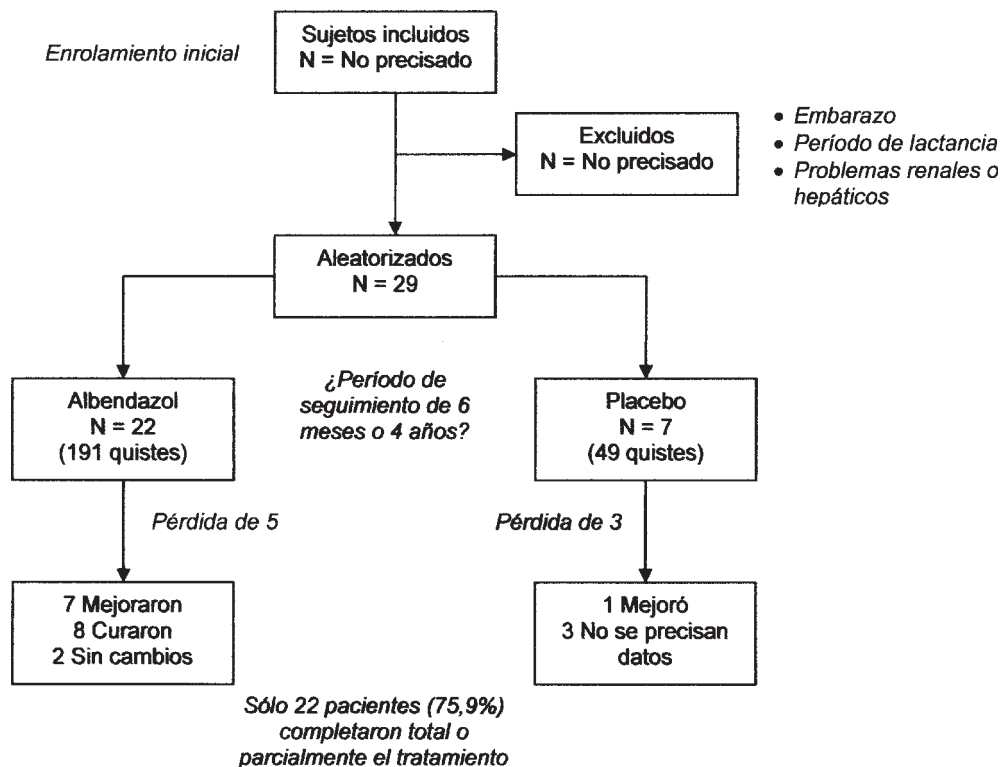 Enrolamiento inicial
Sujetos incluidos
N = No precisado
Excluidos
N = No precisado
• Embarazo
• Período de lactancia
• Problemas renales o
hepáticos
Aleatorizados
N = 29
Albendazol
N = 22
(191 quistes)
¿Período de
seguimiento de 6
meses o 4 años?
Placebo
N = 7
(49 quistes)
Pérdida de 5
Pérdida de 3
7 Mejoraron
8 Curaron
2 Sin cambios
1 Mejoró
3 No se precisan
datos
Sólo 22 pacientes (75,9%)
completaron total o
parcialmente el tratamiento